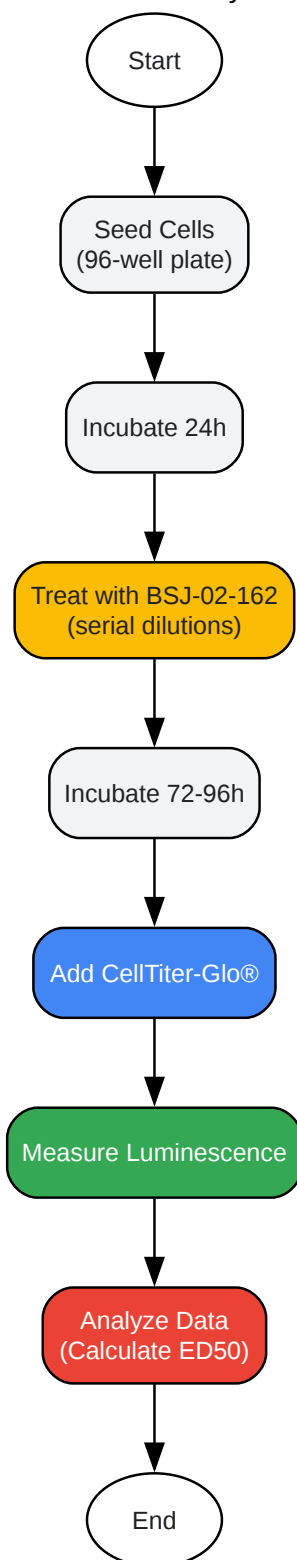 Start
Seed Cells
(96-well plate)
Incubate 24h
Treat with BSJ-02-162
(serial dilutions)
Incubate 72-96h
Add CellTiter-Glo®
Measure Luminescence
Analyze Data
(Calculate ED50)
End